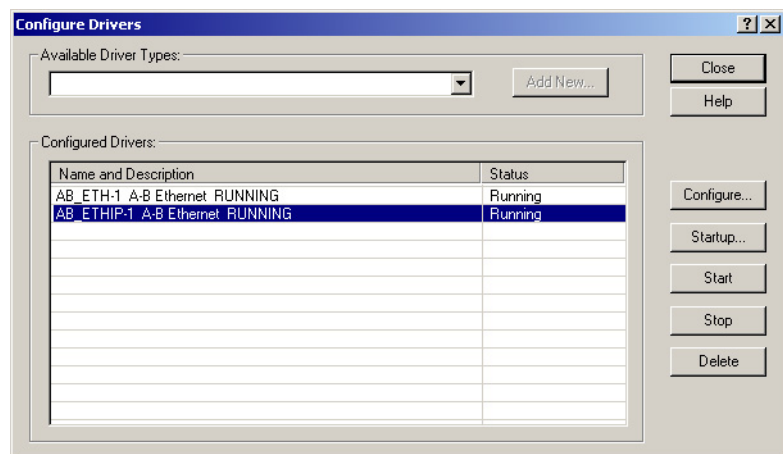 Configure Drivers
Available Driver Types:
Add New...
Close
Help
Configured Drivers:
Name and Description Status
AB_ETH-1 A-B Ethernet RUNNING Running
AB_ETHIP-1 A-B Ethernet RUNNING Running
Configure...
Startup...
Start
Stop
Delete